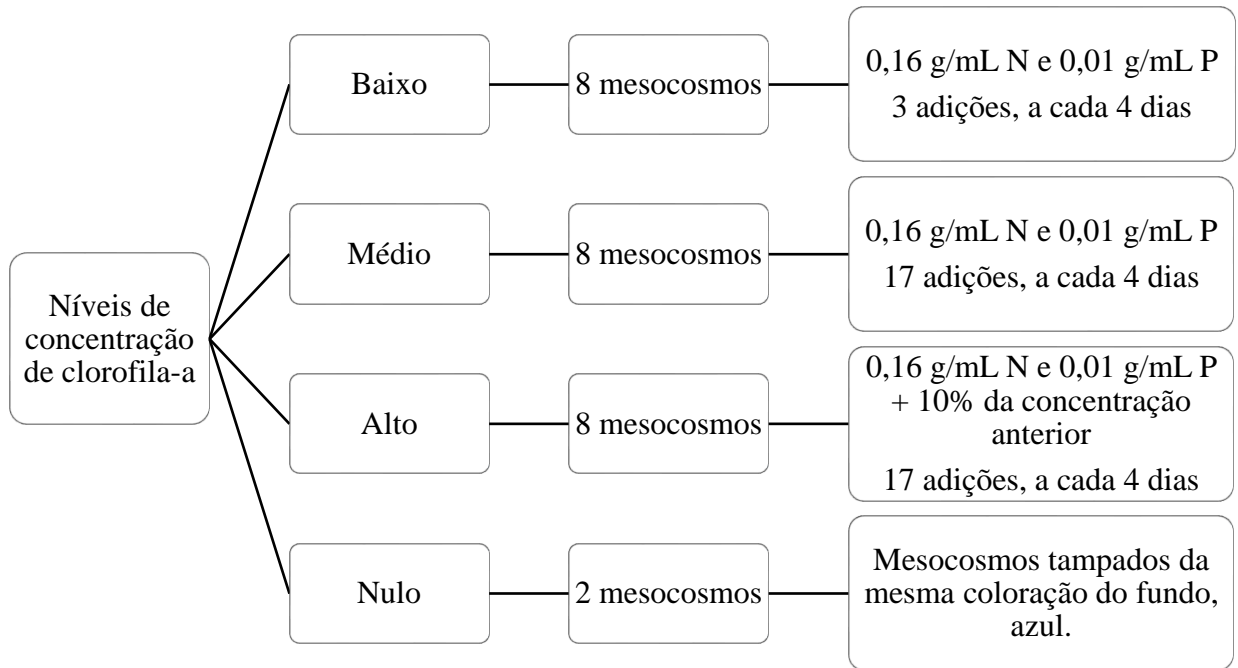 Níveis de
concentração
de clorofila-a
Baixo
8 mesocosmos
0,16 g/mL N e 0,01 g/mL P
3 adições, a cada 4 dias
Médio
8 mesocosmos
0,16 g/mL N e 0,01 g/mL P
17 adições, a cada 4 dias
Alto
8 mesocosmos
0,16 g/mL N e 0,01 g/mL P
+ 10% da concentração
anterior
17 adições, a cada 4 dias
Nulo
2 mesocosmos
Mesocosmos tampados da
mesma coloração do fundo,
azul.